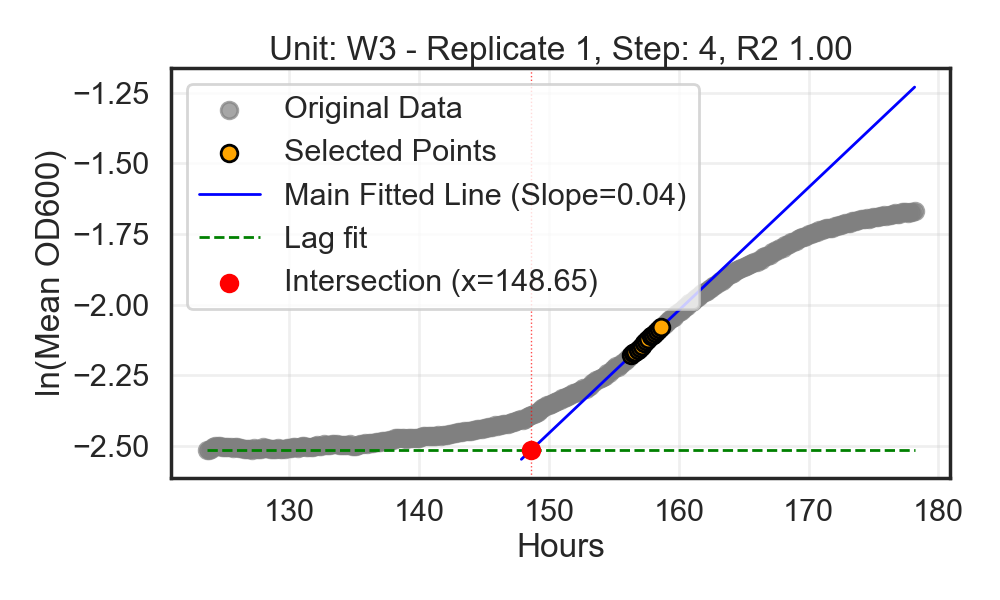 Unit: W3 - Replicate 1, Step: 4, R2 1.00
ln(Mean OD600)
−1.25
−1.50
−1.75
−2.00
−2.25
−2.50
Original Data
Selected Points
Main Fitted Line (Slope=0.04)
Lag fit
Intersection (x=148.65)
130 140 150 160 170 180
Hours